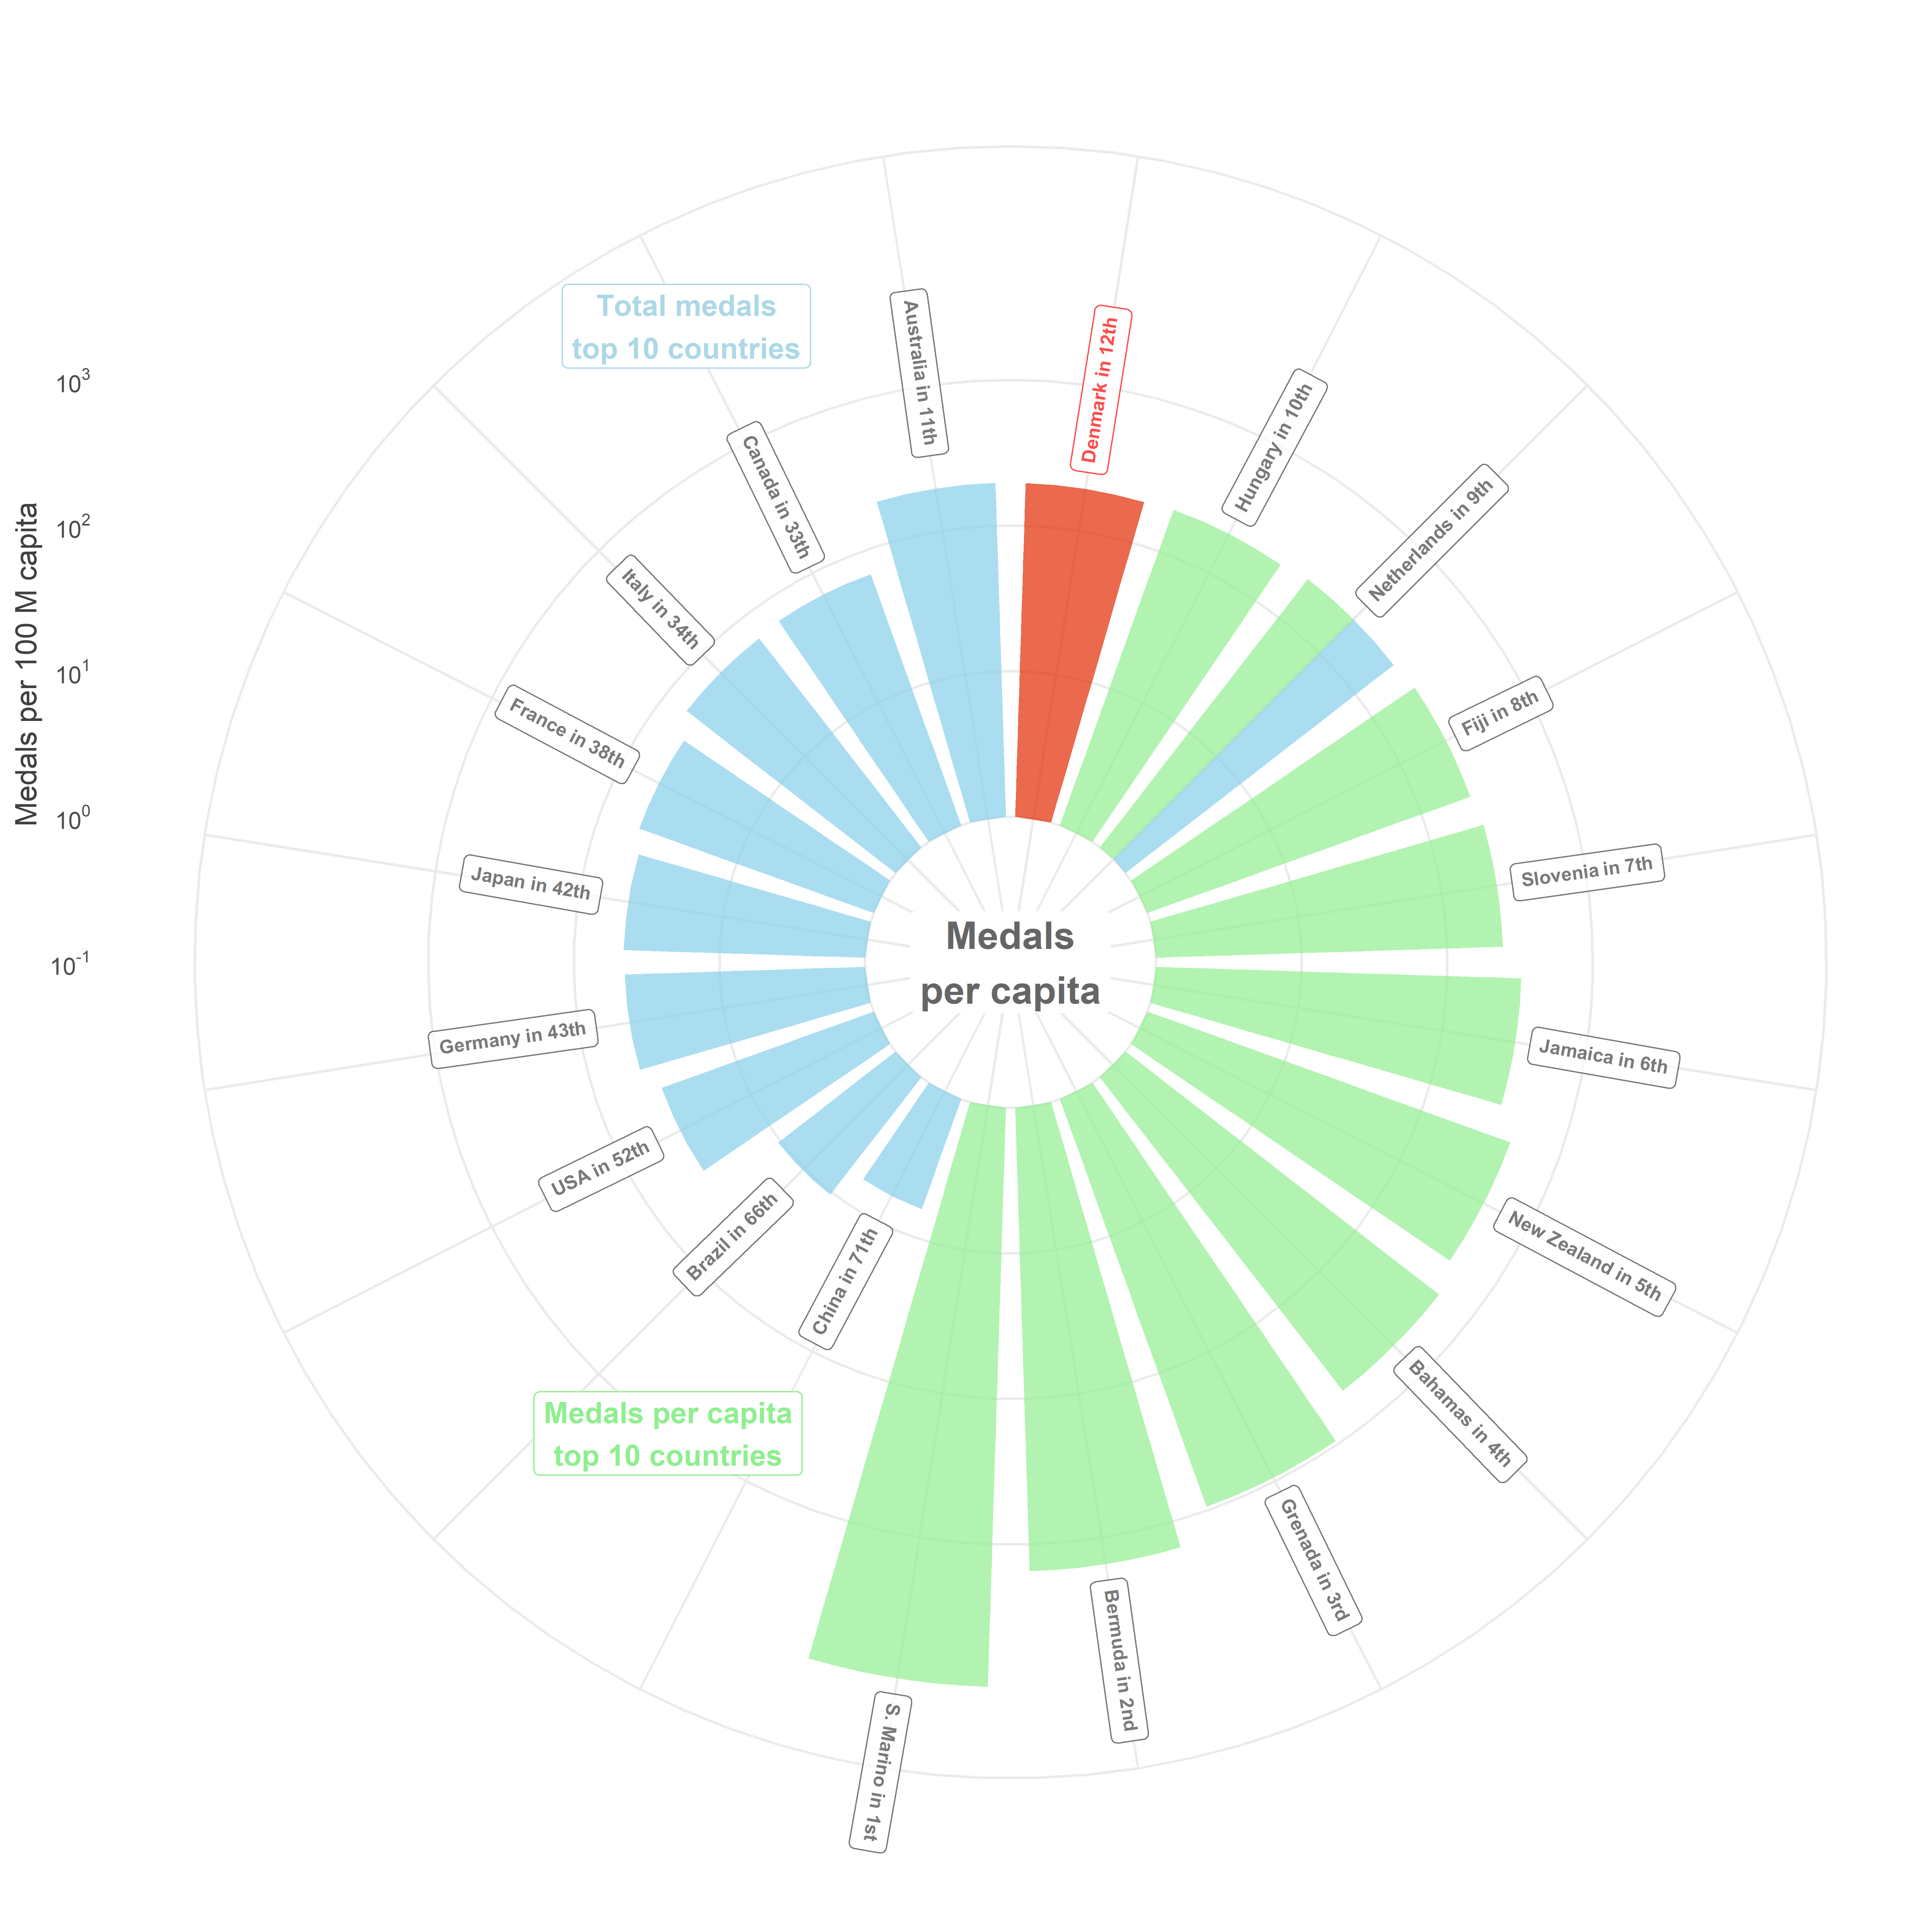 Total medals
top 10 countries
Australia in 11th
Denmark in 12th
Hungary in 10th
Netherlands in 9th
Fiji in 8th
Slovenia in 7th
Jamaica in 6th
New Zealand in 5th
Bahamas in 4th
Grenada in 3rd
Bermuda in 2nd
S. Marino in 1st
China in 71th
Brazil in 66th
USA in 52th
Germany in 43th
Japan in 42th
France in 38th
Italy in 34th
Canada in 33th
Medals
per capita
Medals per capita
top 10 countries
Medals per 100 M capita
10³
10²
10¹
10⁰
10⁻¹